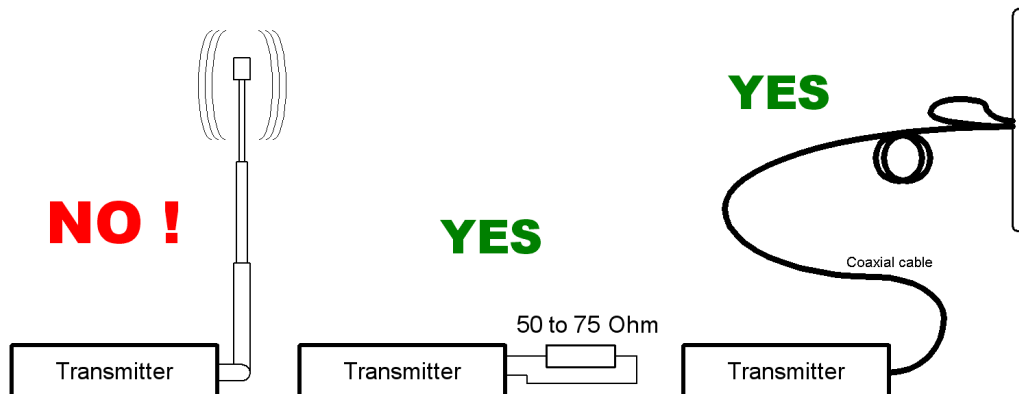 YES
NO !
YES
Coaxial cable
50 to 75 Ohm
Transmitter
Transmitter
Transmitter